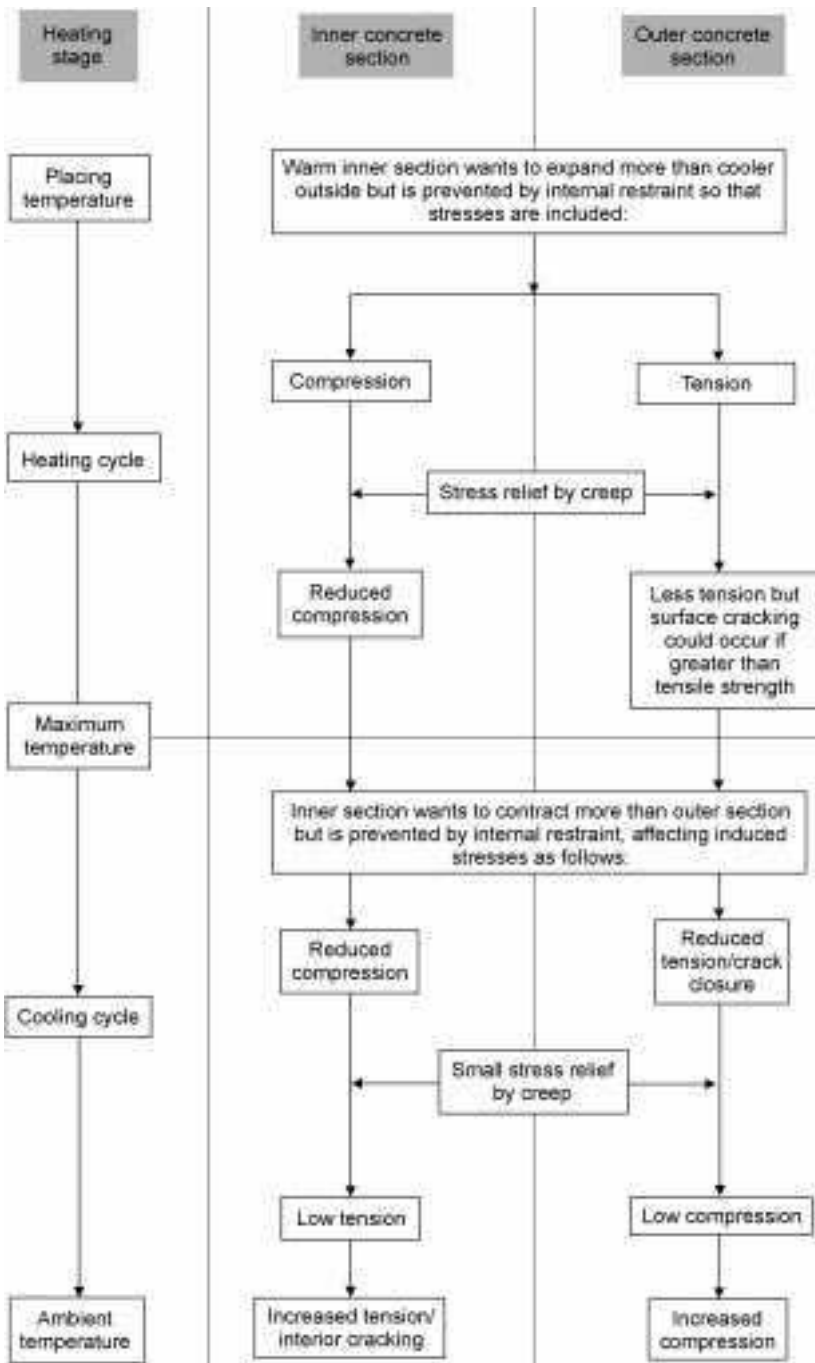 Heating
stage
Inner concrete
section
Outer concrete
section
Placing
temperature
Warm inner section wants to expand more than cooler
outside but is prevented by internal restraint so that
stresses are included:
Compression
Tension
Heating cycle
Stress relief by creep
Reduced
compression
Less tension but
surface cracking
could occur if
greater than
tensile strength
Maximum
temperature
Inner section wants to contract more than outer section
but is prevented by internal restraint, affecting induced
stresses as follows:
Reduced
compression
Reduced
tension/crack
closure
Cooling cycle
Small stress relief
by creep
Low tension
Low compression
Ambient
temperature
Increased tension/
interior cracking
Increased
compression